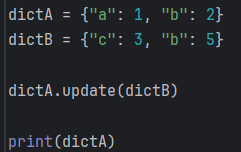 dictA = {"a": 1, "b": 2}
dictB = {"c": 3, "b": 5}
dictA.update(dictB)
print(dictA)